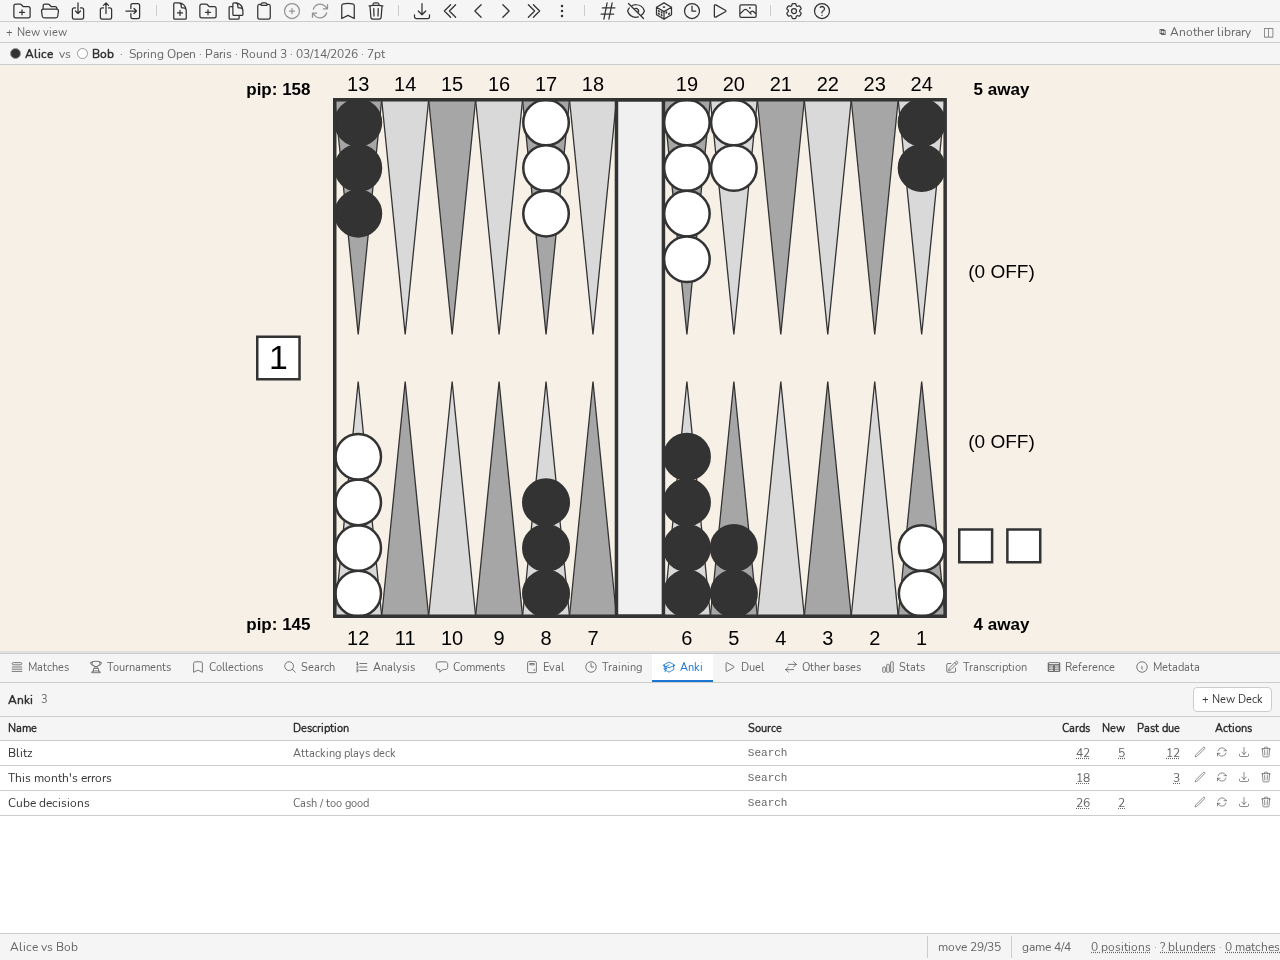 + New view
Another library
Alice vs Bob · Spring Open · Paris · Round 3 · 03/14/2026 · 7pt
pip: 158
13 14 15 16 17 18 19 20 21 22 23 24
5 away
(0 OFF)
1
(0 OFF)
pip: 145
12 11 10 9 8 7 6 5 4 3 2 1
4 away
Matches Tournaments Collections Search Analysis Comments Eval Training Anki Duel Other bases Stats Transcription Reference Metadata
Anki 3
+ New Deck
Name Description Source Cards New Past due Actions
Blitz Attacking plays deck Search 42 5 12
This month's errors Search 18 3
Cube decisions Cash / too good Search 26 2
Alice vs Bob
move 29/35 game 4/4 0 positions · ? blunders · 0 matches